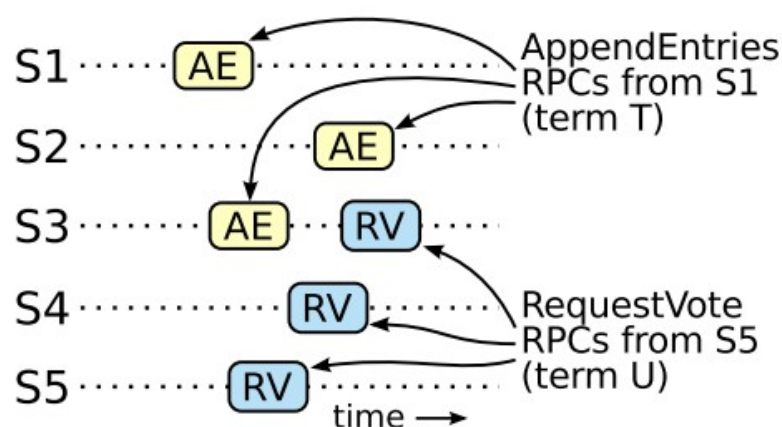 S1
AE
AppendEntries
RPCs from S1
(term T)
S2
AE
S3
AE
RV
S4
RV
RequestVote
RPCs from S5
(term U)
S5
RV
time